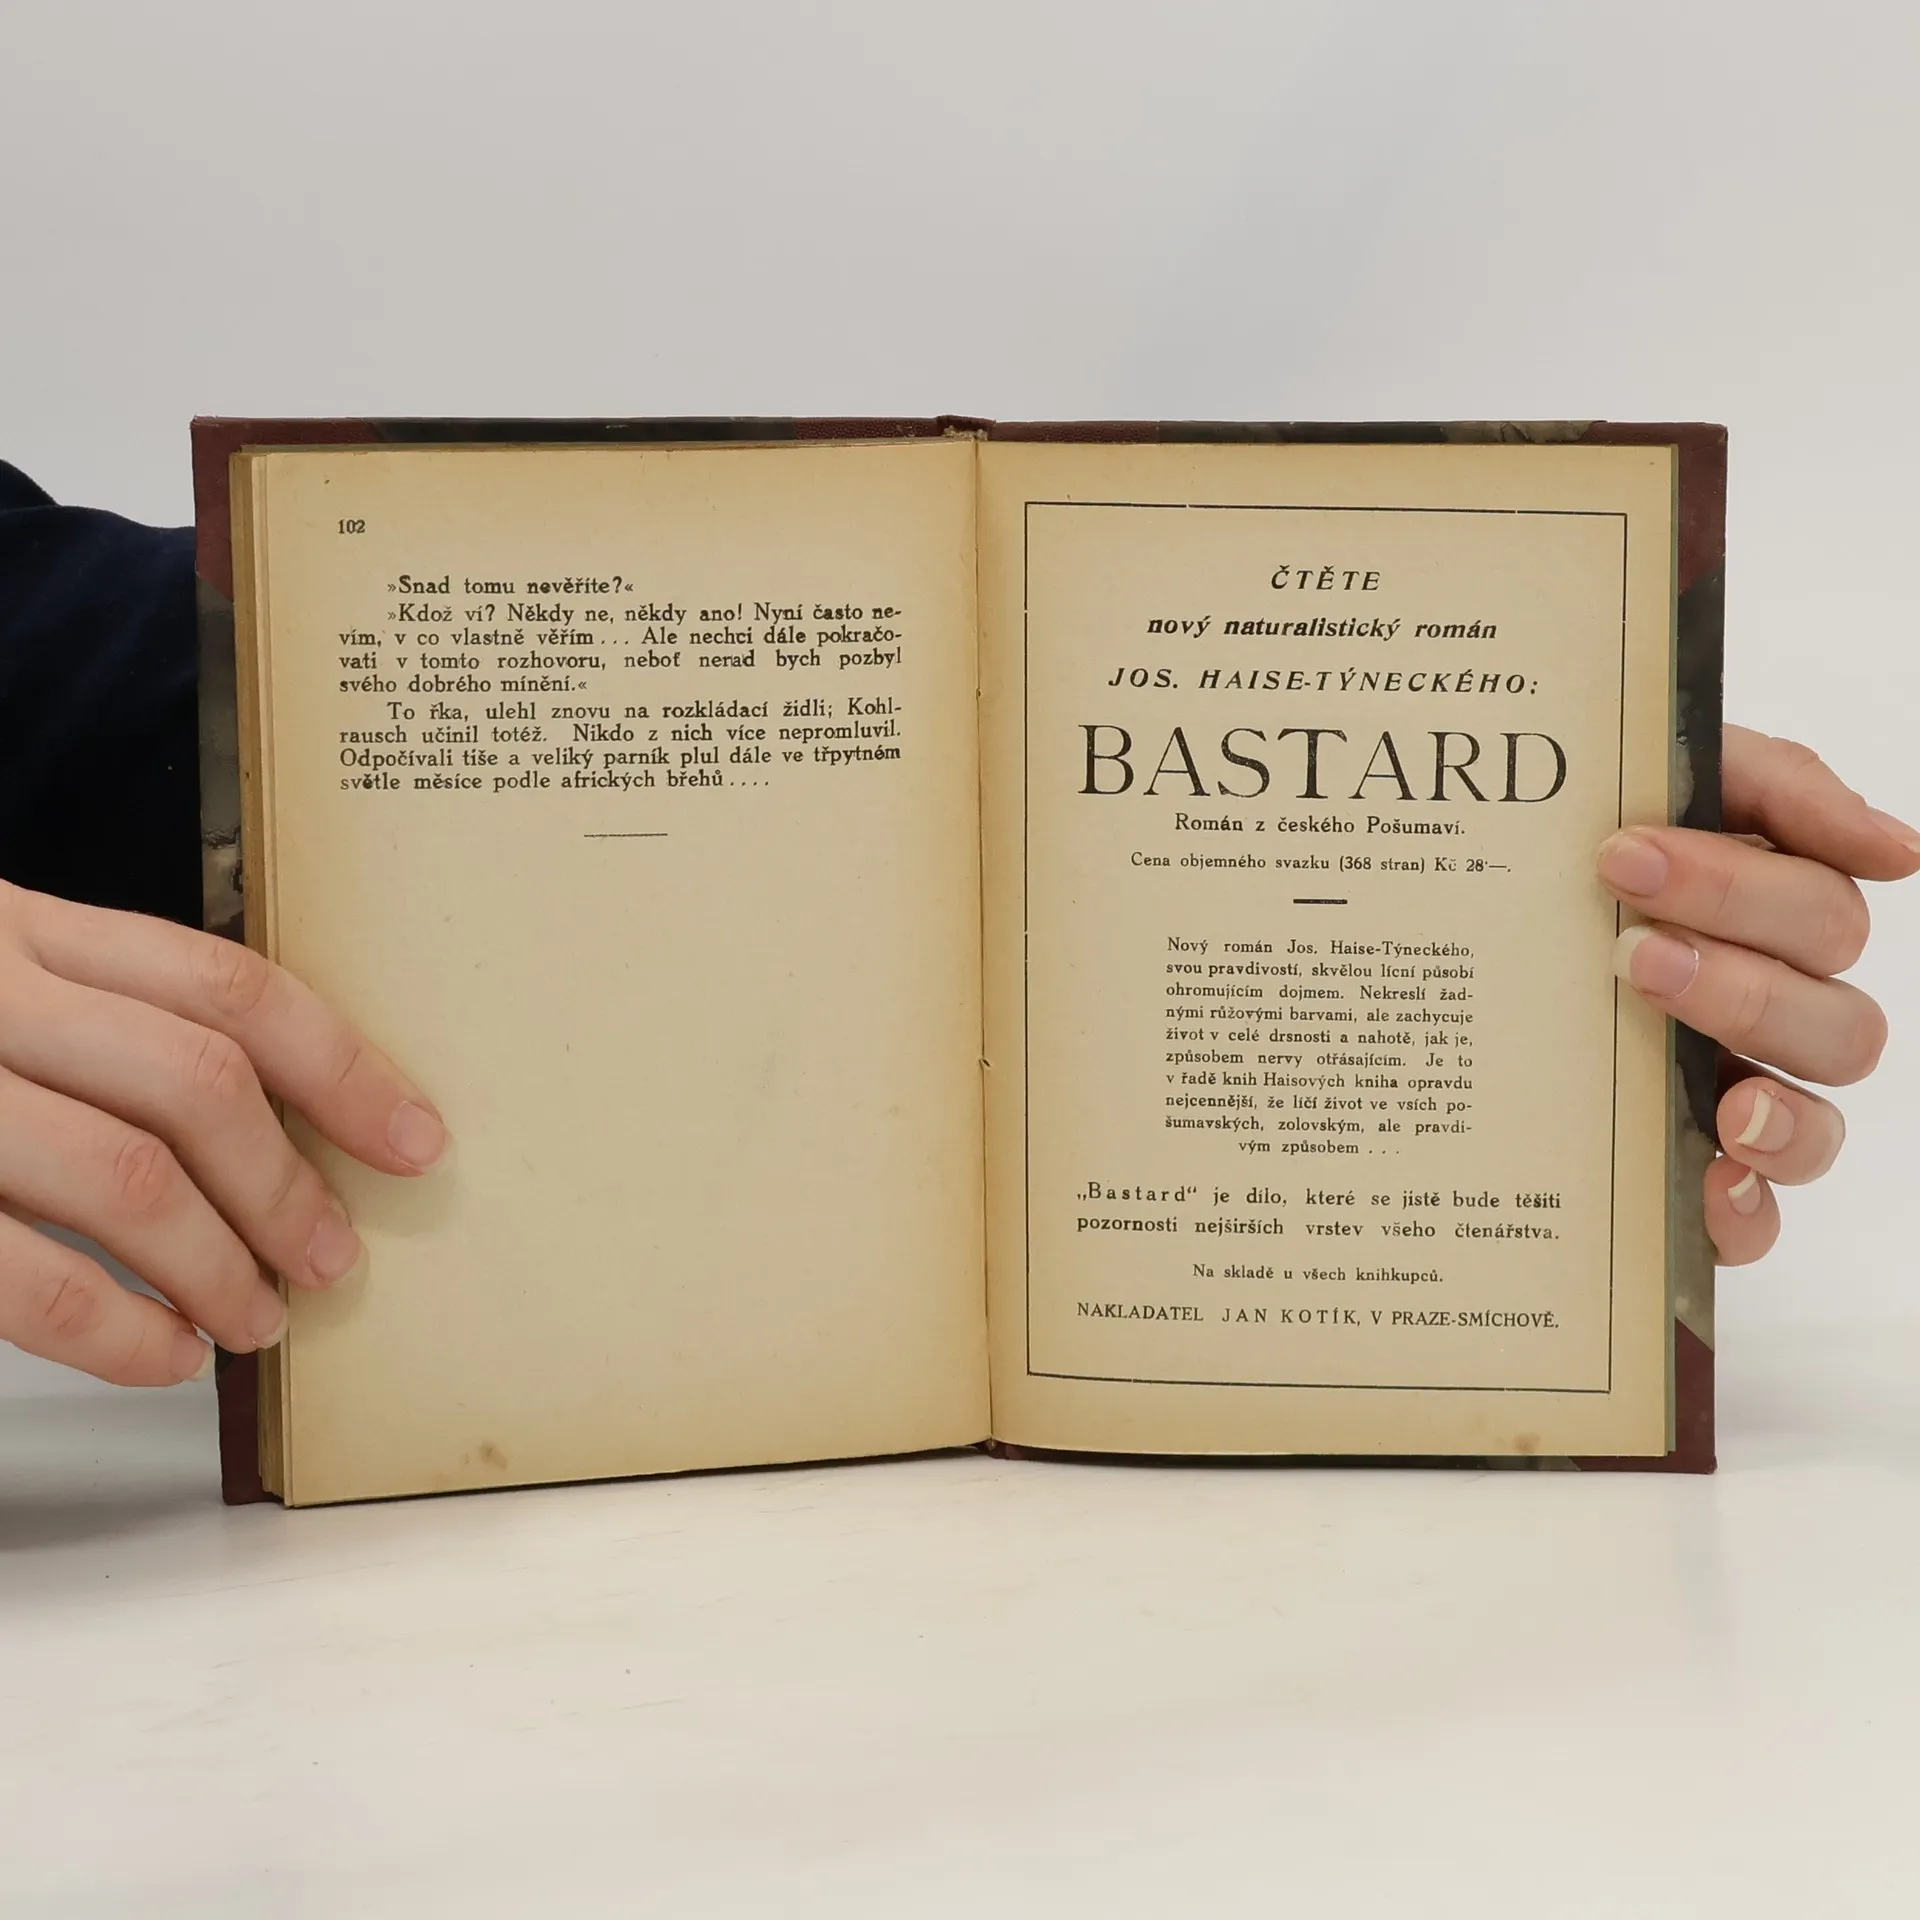 102
»Snad tomu nevěříte?«
»Kdož ví? Někdy ne, někdy ano! Nyní často ne-
vím, v co vlastně věřím... Ale nechci dále pokračo-
vati v tomto rozhovoru, neboť nerad bych pozbyl
svého dobrého mínění.«
To řka, ulehl znovu na rozkládací židli; Kohl-
rausch učinil totéž. Nikdo z nich více nepromluvil.
Odpočívali tiše a veliký parník plul dále ve třpytném
světle měsíce podle afrických břehů....
ČTĚTE
nový naturalistický román
JOS. HAISE-TÝNECKÉHO:
BASTARD
Román z českého Pošumaví.
Cena objemného svazku (368 stran) Kč 28·—.
Nový román Jos. Haise-Týneckého,
svou pravdivostí, skvělou lícní působí
ohromujícím dojmem. Nekreslí žad-
nými růžovými barvami, ale zachycuje
život v celé drsnosti a nahotě, jak je,
způsobem nervy otřásajícím. Je to
v řadě knih Haisových kniha opravdu
nejcennější, že líčí život ve vsích po-
šumavských, zolovským, ale pravdi-
vým způsobem . . .
„Bastard“ je dílo, které se jistě bude těšiti
pozornosti nejširších vrstev všeho čtenářstva.
Na skladě u všech knihkupců.
NAKLADATEL JAN KOTÍK, V PRAZE-SMÍCHOVĚ.